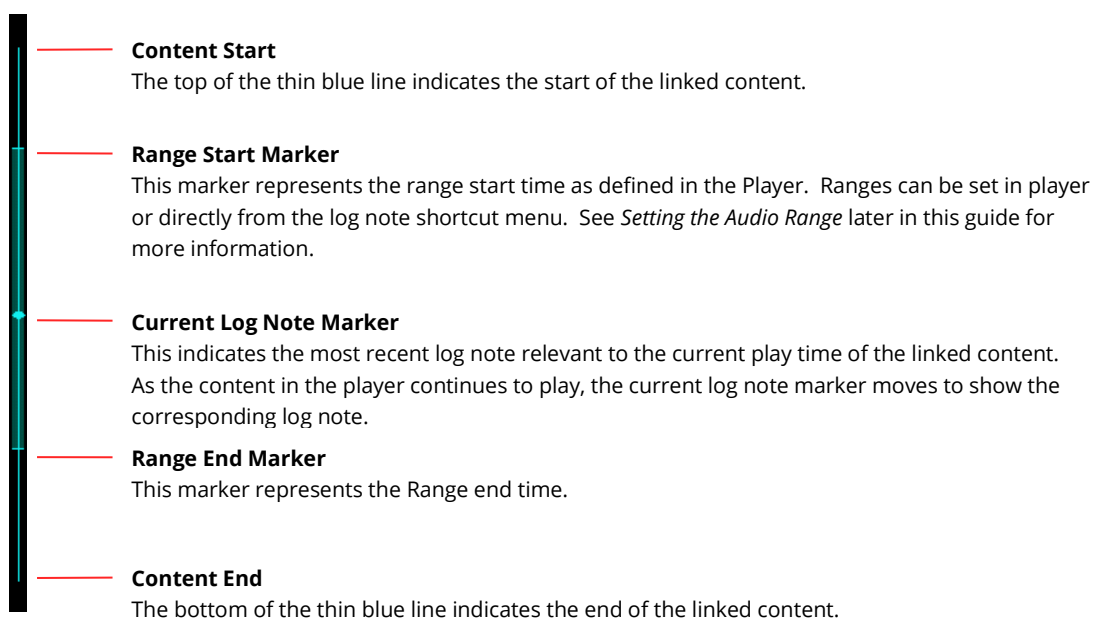 Content Start
The top of the thin blue line indicates the start of the linked content.
Range Start Marker
This marker represents the range start time as defined in the Player.  Ranges can be set in player
or directly from the log note shortcut menu.  See Setting the Audio Range later in this guide for
more information.
Current Log Note Marker
This indicates the most recent log note relevant to the current play time of the linked content.
As the content in the player continues to play, the current log note marker moves to show the
corresponding log note.
Range End Marker
This marker represents the Range end time.
Content End
The bottom of the thin blue line indicates the end of the linked content.